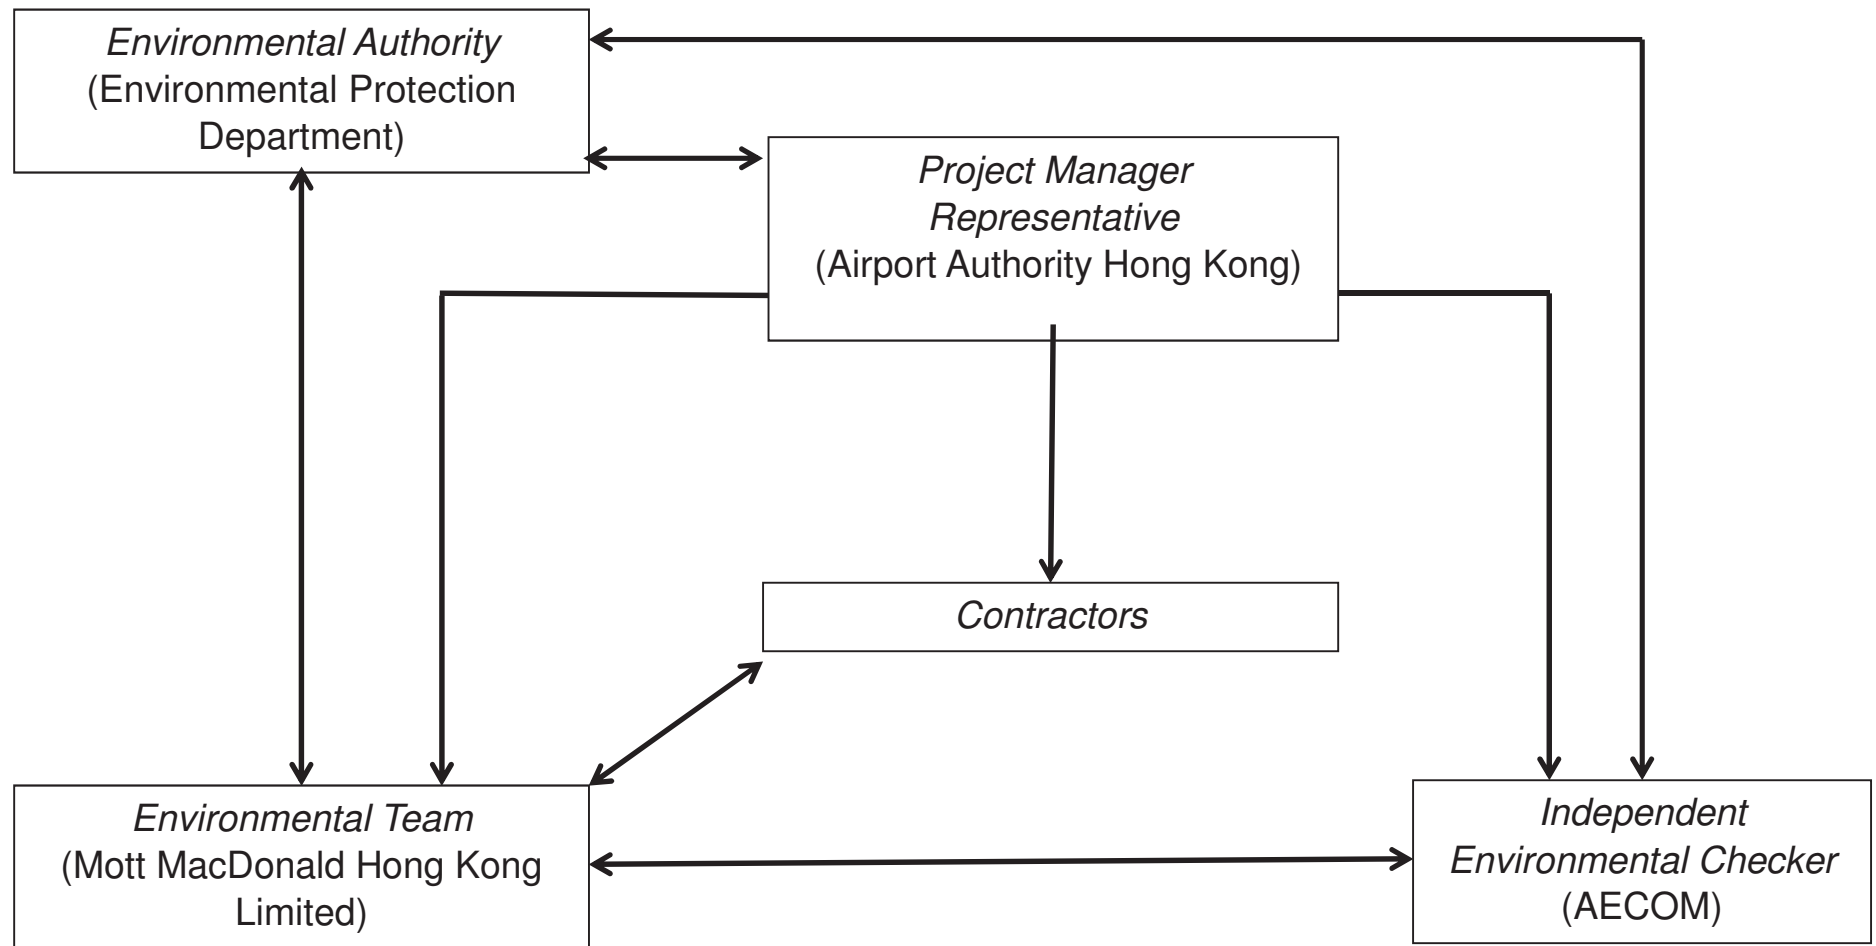 Environmental Authority
(Environmental Protection
Department)
Project Manager
Representative
(Airport Authority Hong Kong)
Contractors
Environmental Team
(Mott MacDonald Hong Kong
Limited)
Independent
Environmental Checker
(AECOM)